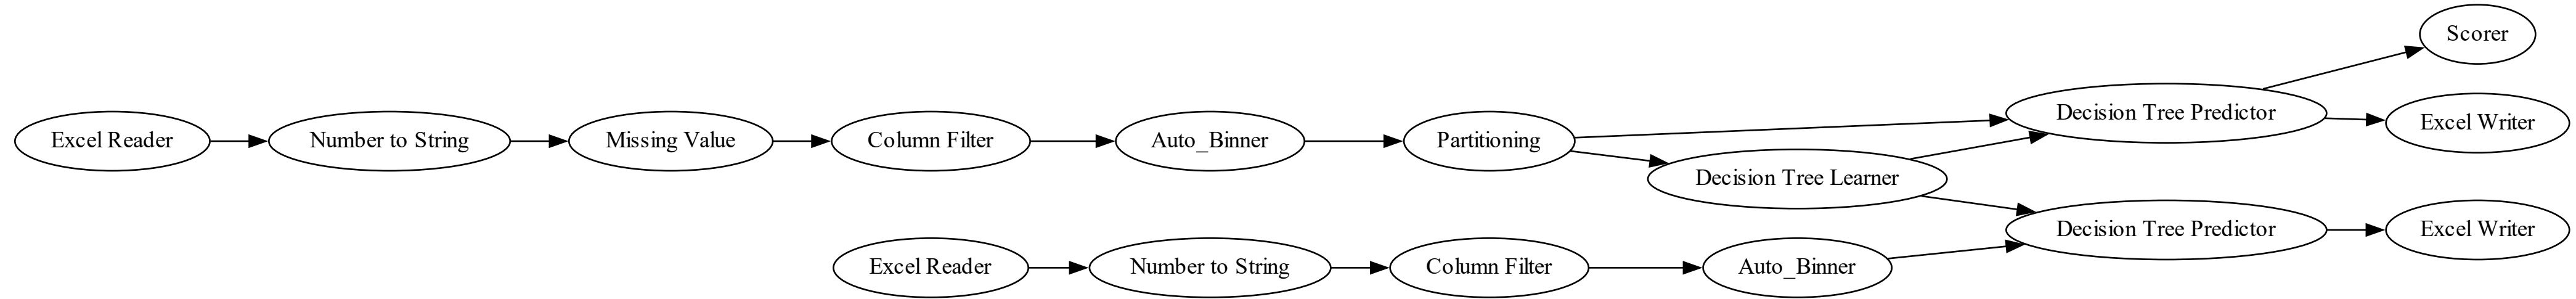 Scorer
Excel Reader
Number to String
Missing Value
Column Filter
Auto_Binner
Partitioning
Decision Tree Predictor
Excel Writer
Decision Tree Learner
Decision Tree Predictor
Excel Writer
Excel Reader
Number to String
Column Filter
Auto_Binner